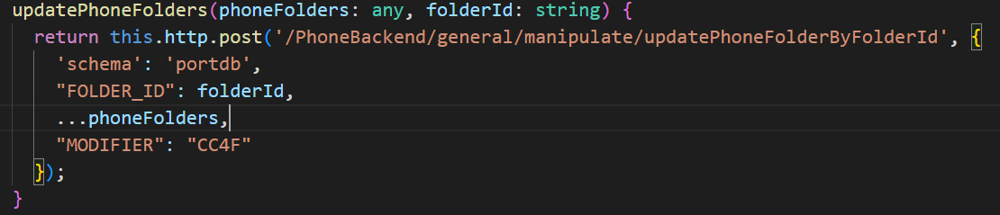 updatePhoneFolders(phoneFolders: any, folderId: string) {
return this.http.post('/PhoneBackend/general/manipulate/updatePhoneFolderByFolderId', {
'schema': 'portdb',
"FOLDER_ID": folderId,
...phoneFolders,
"MODIFIER": "CC4F"
});
}